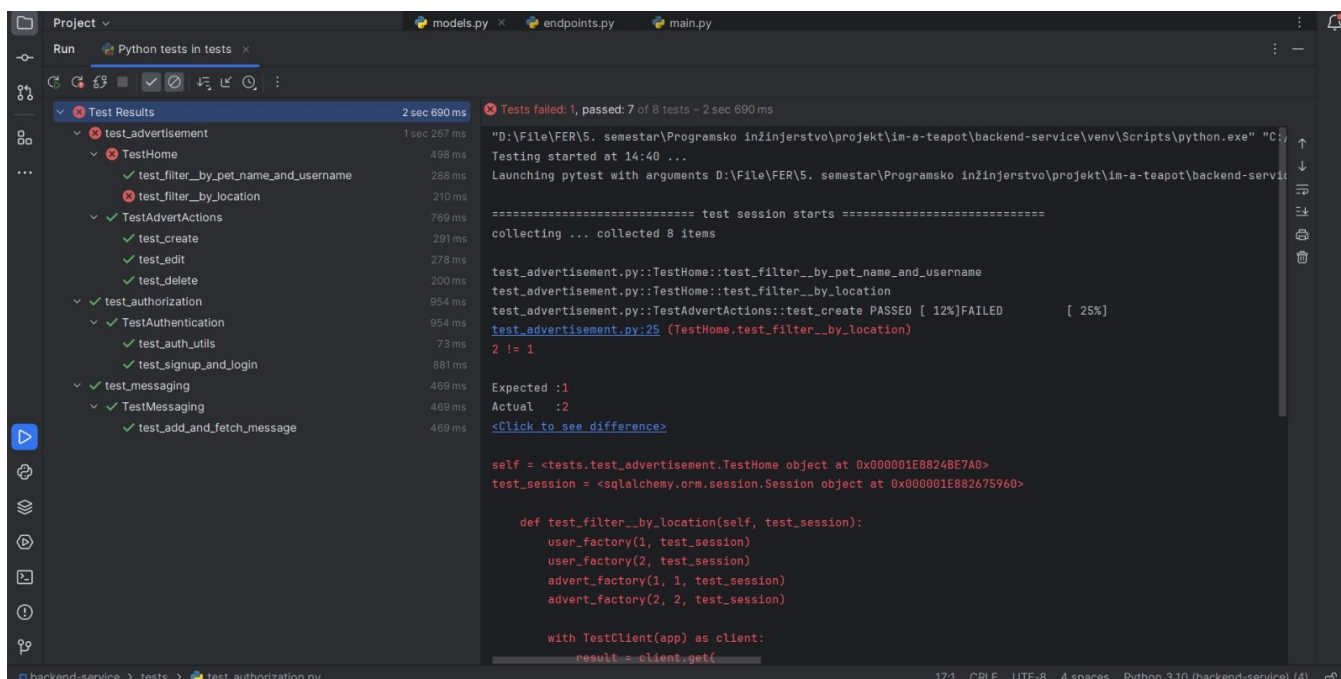 Project
models.py
endpoints.py
main.py
Run
Python tests in tests
Test Results 2 sec 690 ms
test_advertisement 1 sec 267 ms
TestHome 498 ms
test_filter__by_pet_name_and_username 288 ms
test_filter__by_location 210 ms
TestAdvertActions 769 ms
test_create 291 ms
test_edit 278 ms
test_delete 200 ms
test_authorization 954 ms
TestAuthentication 954 ms
test_auth_utils 73 ms
test_signup_and_login 881 ms
test_messaging 469 ms
TestMessaging 469 ms
test_add_and_fetch_message 469 ms
Tests failed: 1, passed: 7 of 8 tests – 2 sec 690 ms
"D:\File\FER\5. semestar\Programsko inžinjerstvo\projekt\im-a-teapot\backend-service\venv\Scripts\python.exe" "C:/
Testing started at 14:40 ...
Launching pytest with arguments D:\File\FER\5. semestar\Programsko inžinjerstvo\projekt\im-a-teapot\backend-servic
============================= test session starts =============================
collecting ... collected 8 items
test_advertisement.py::TestHome::test_filter__by_pet_name_and_username
test_advertisement.py::TestHome::test_filter__by_location
test_advertisement.py::TestAdvertActions::test_create PASSED [ 12%]FAILED [ 25%]
test_advertisement.py:25 (TestHome.test_filter__by_location)
2 != 1
Expected :1
Actual :2
<Click to see difference>
self = <tests.test_advertisement.TestHome object at 0x000001E8824BE7A0>
test_session = <sqlalchemy.orm.session.Session object at 0x000001E882675960>
def test_filter__by_location(self, test_session):
user_factory(1, test_session)
user_factory(2, test_session)
advert_factory(1, 1, test_session)
advert_factory(2, 2, test_session)
with TestClient(app) as client:
result = client.get(
backend-service > tests > test_authorization.py
17:1 CRLF UTF-8 4 spaces Python 3.10 (backend-service) (4)